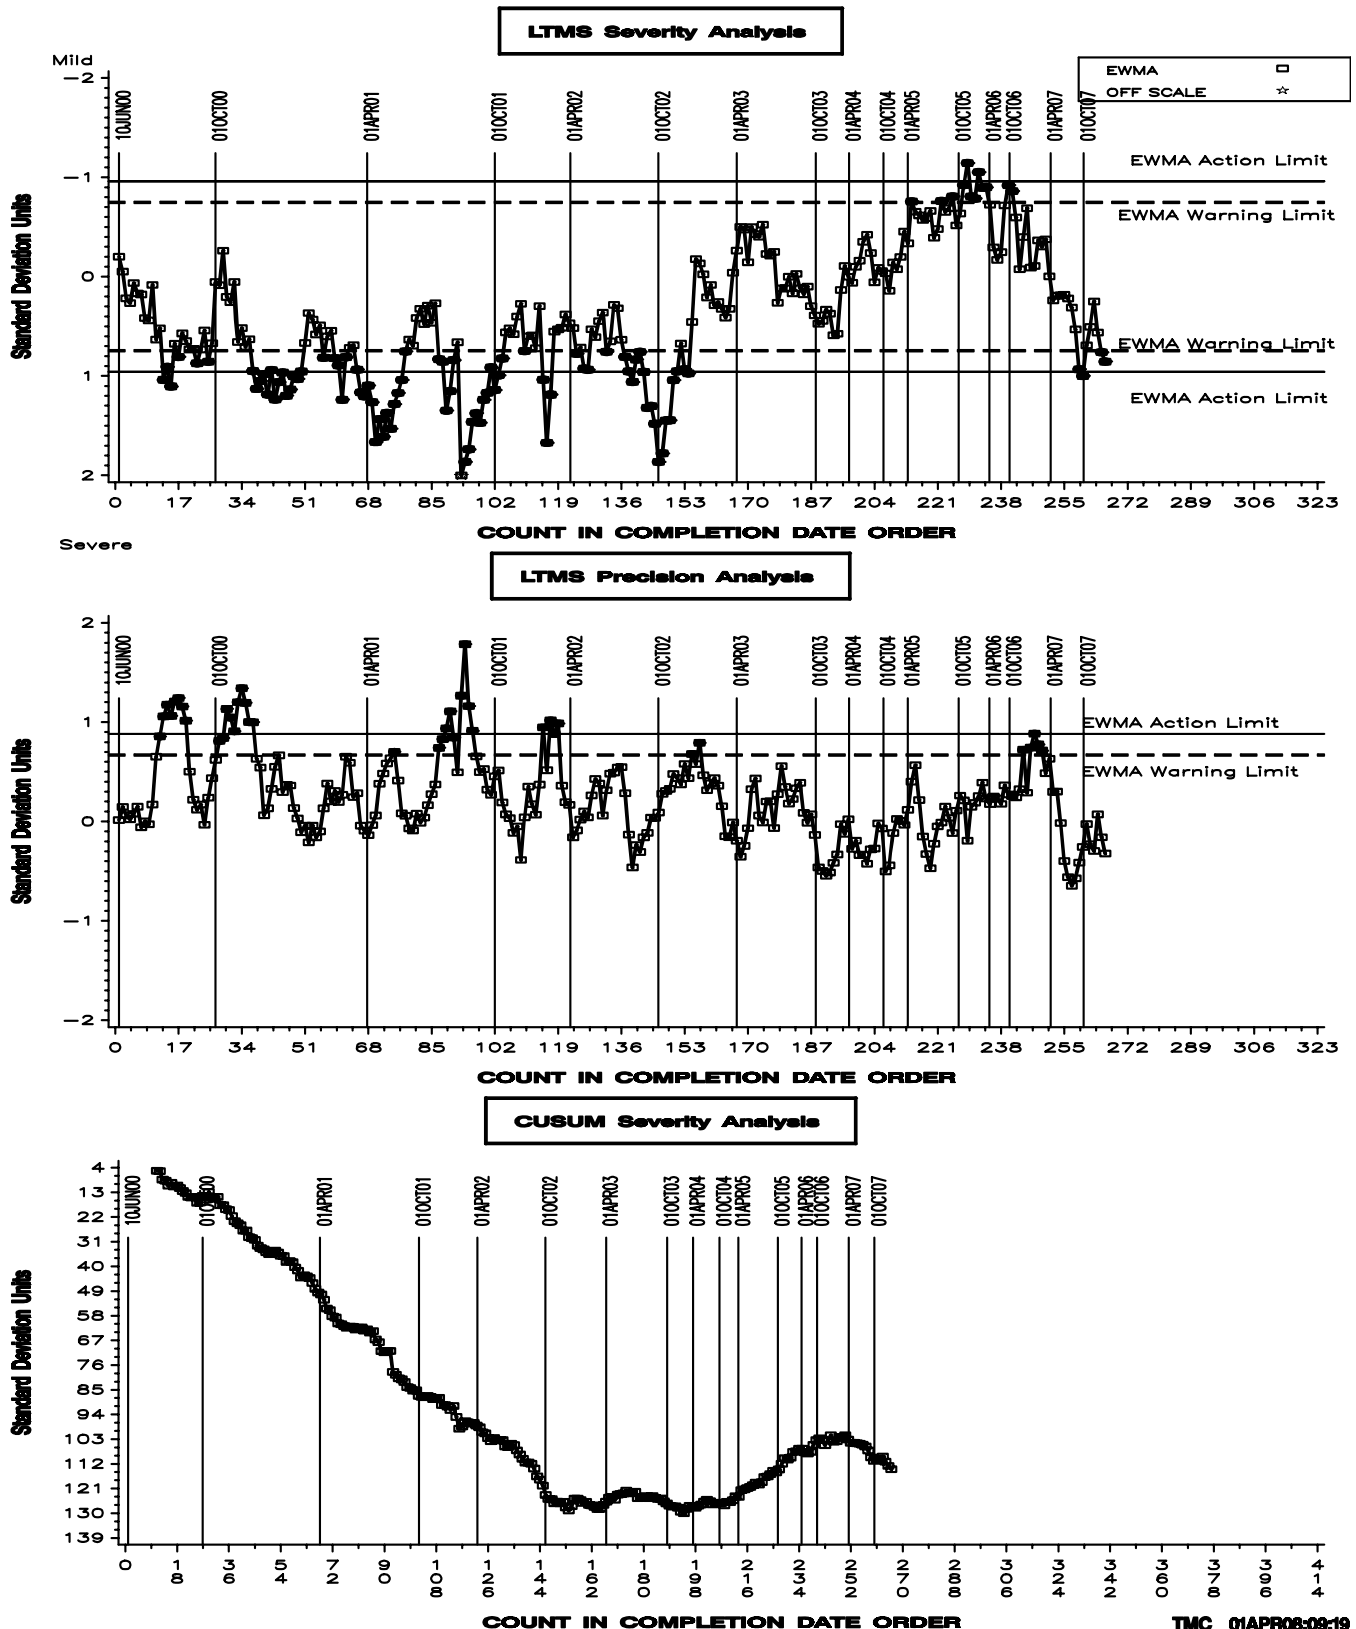 LTMS Severity Analysis
Mild
EWMA
OFF SCALE
10JUN00 01OCT00 01APR01 01OCT01 01APR02 01OCT02 01APR03 01OCT03 01APR04 01OCT04 01APR05 01OCT05 01APR06 01OCT06 01APR07 01OCT07
−2
−1
0
1
2
Standard Deviation Units
EWMA Action Limit
EWMA Warning Limit
EWMA Warning Limit
EWMA Action Limit
0 17 34 51 68 85 102 119 136 153 170 187 204 221 238 255 272 289 306 323
COUNT IN COMPLETION DATE ORDER
Severe
LTMS Precision Analysis
10JUN00 01OCT00 01APR01 01OCT01 01APR02 01OCT02 01APR03 01OCT03 01APR04 01OCT04 01APR05 01OCT05 01APR06 01OCT06 01APR07 01OCT07
2
1
0
−1
−2
Standard Deviation Units
EWMA Action Limit
EWMA Warning Limit
0 17 34 51 68 85 102 119 136 153 170 187 204 221 238 255 272 289 306 323
COUNT IN COMPLETION DATE ORDER
CUSUM Severity Analysis
10JUN00 01OCT00 01APR01 01OCT01 01APR02 01OCT02 01APR03 01OCT03 01APR04 01OCT04 01APR05 01OCT05 01APR06 01OCT06 01APR07 01OCT07
4
13
22
31
40
49
58
67
76
85
94
103
112
121
130
139
Standard Deviation Units
0 18 36 54 72 90 108 126 144 162 180 198 216 234 252 270 288 306 324 342 360 378 396 414
COUNT IN COMPLETION DATE ORDER
TMC 01APR08:09:19